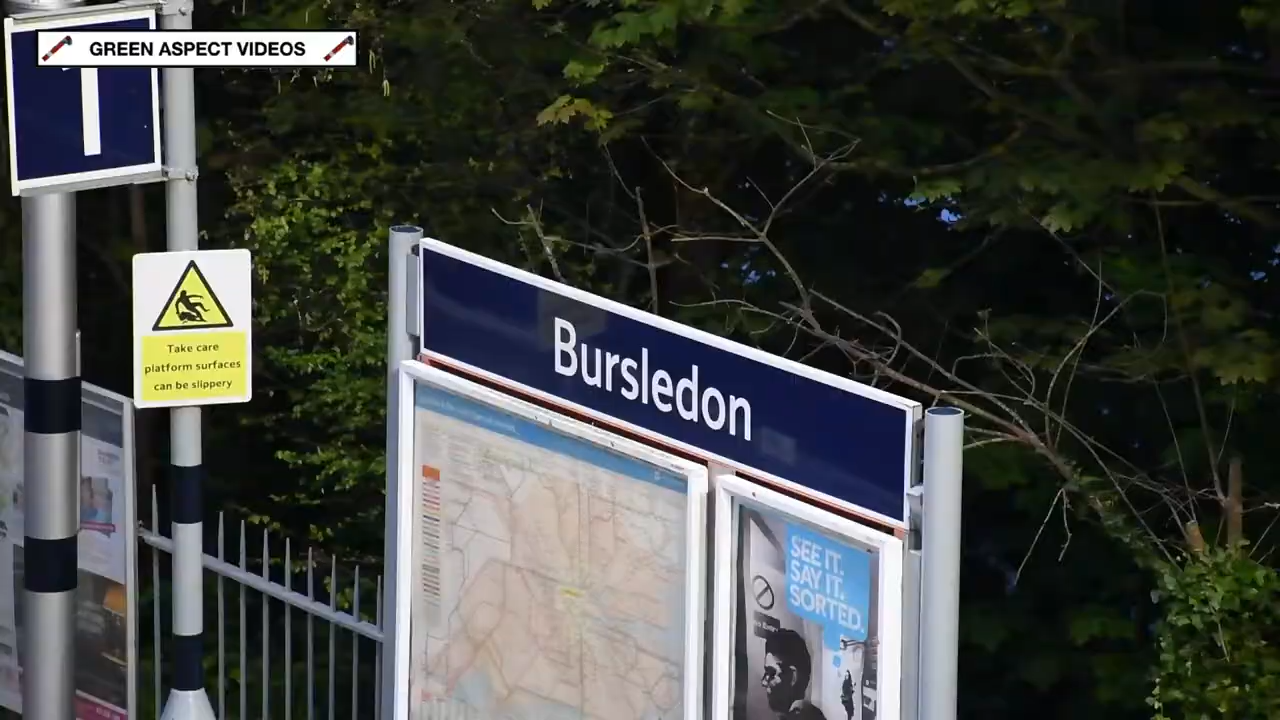 GREEN ASPECT VIDEOS
1
Take care
platform surfaces
can be slippery
Bursledon
SEE IT.
SAY IT.
SORTED.